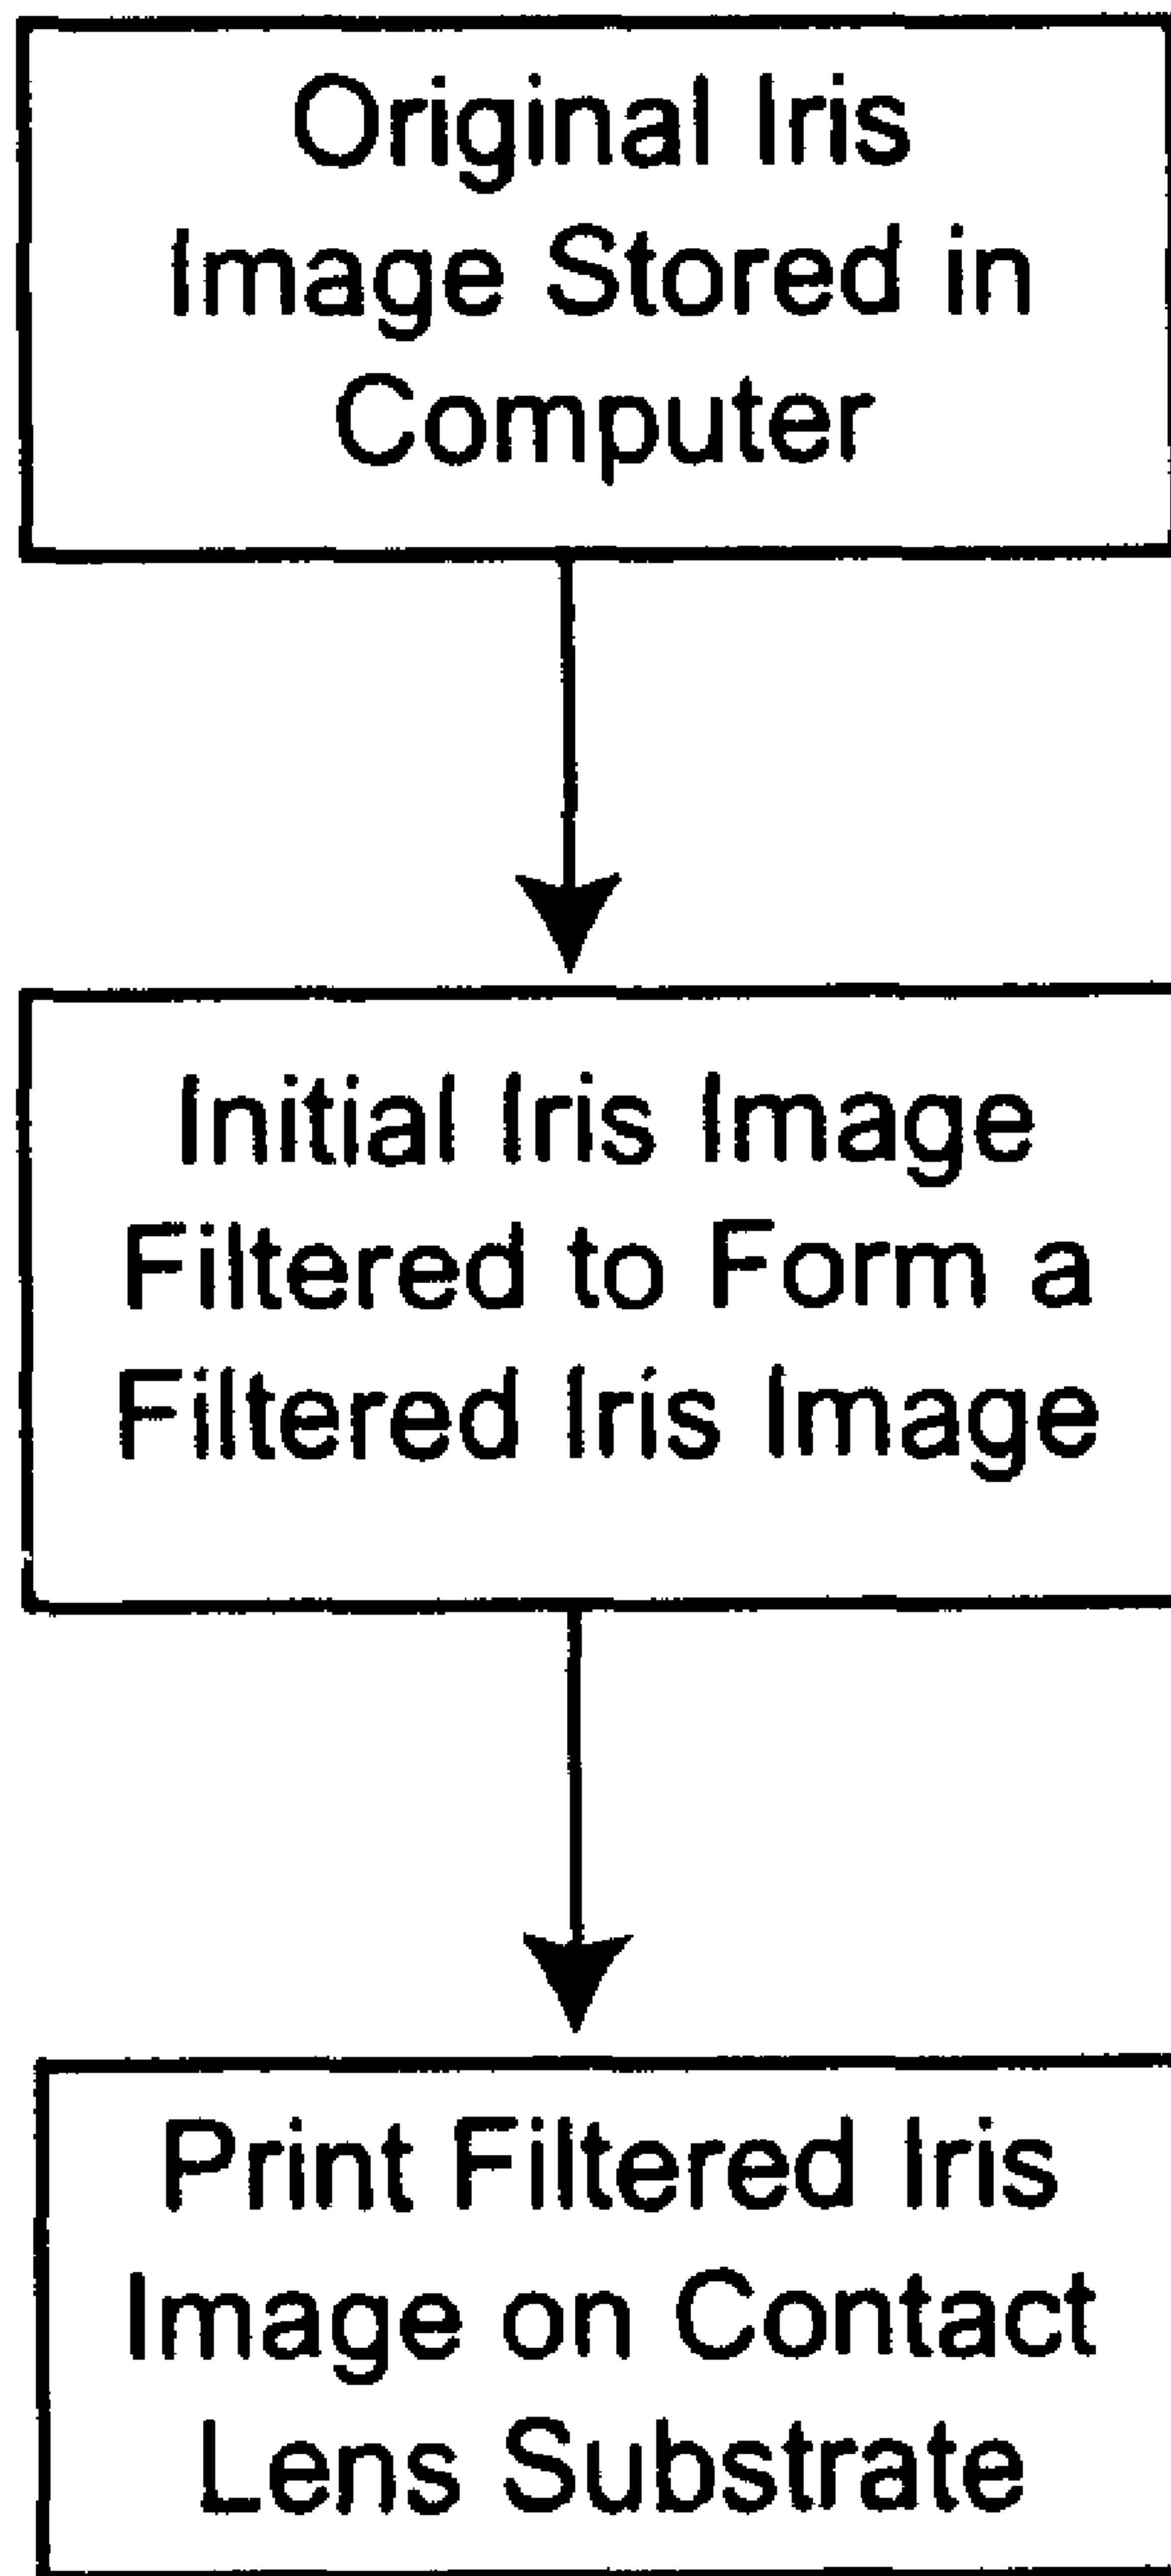 Original Iris
Image Stored in
Computer
Initial Iris Image
Filtered to Form a
Filtered Iris Image
Print Filtered Iris
Image on Contact
Lens Substrate